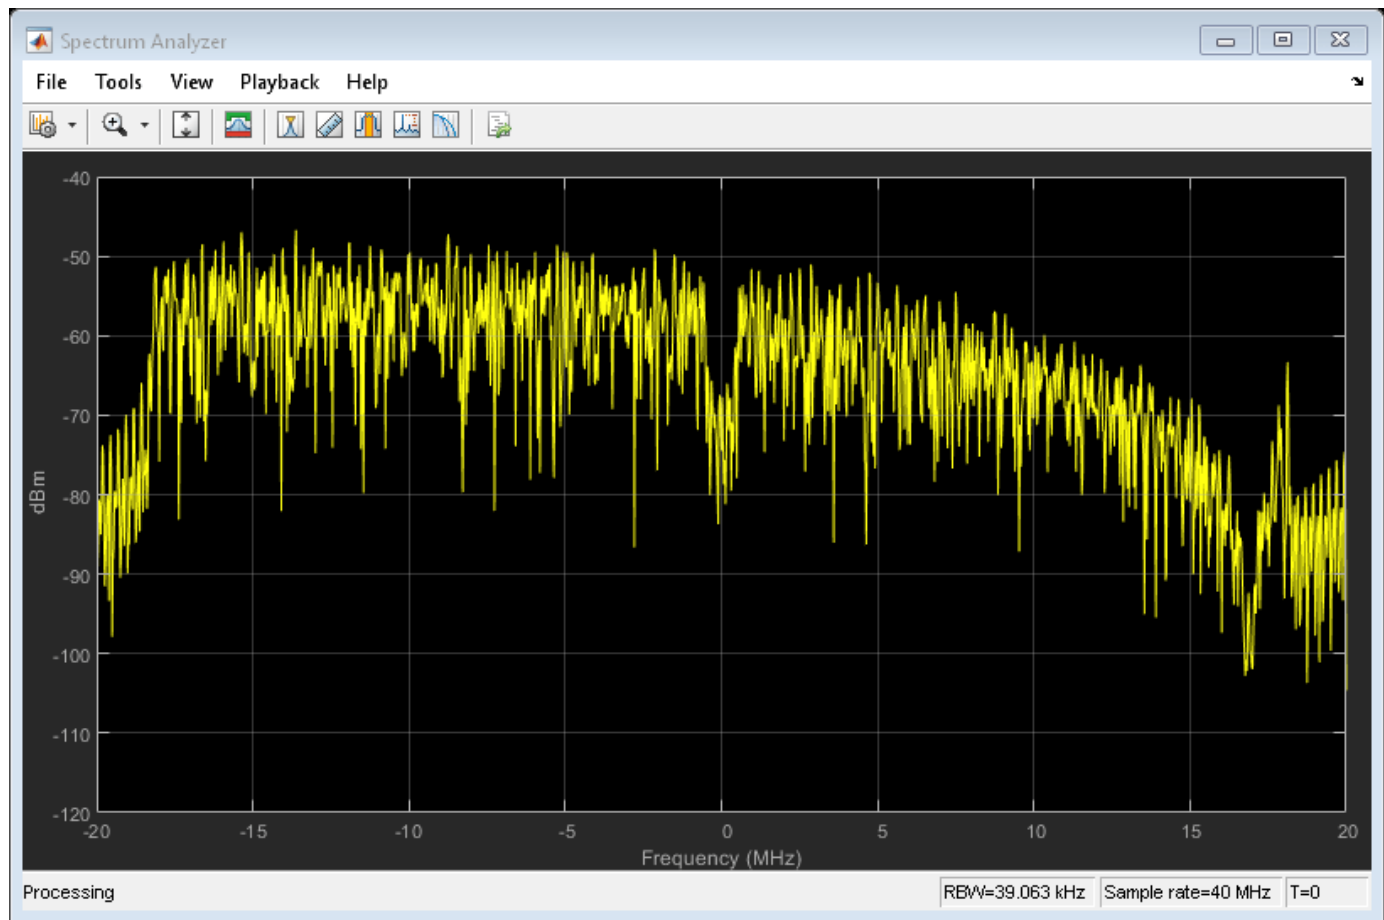 Spectrum Analyzer
File Tools View Playback Help
-40
-50
-60
-70
-80
-90
-100
-110
-120
dBm
-20 -15 -10 -5 0 5 10 15 20
Frequency (MHz)
Processing RBW=39.063 kHz Sample rate=40 MHz T=0